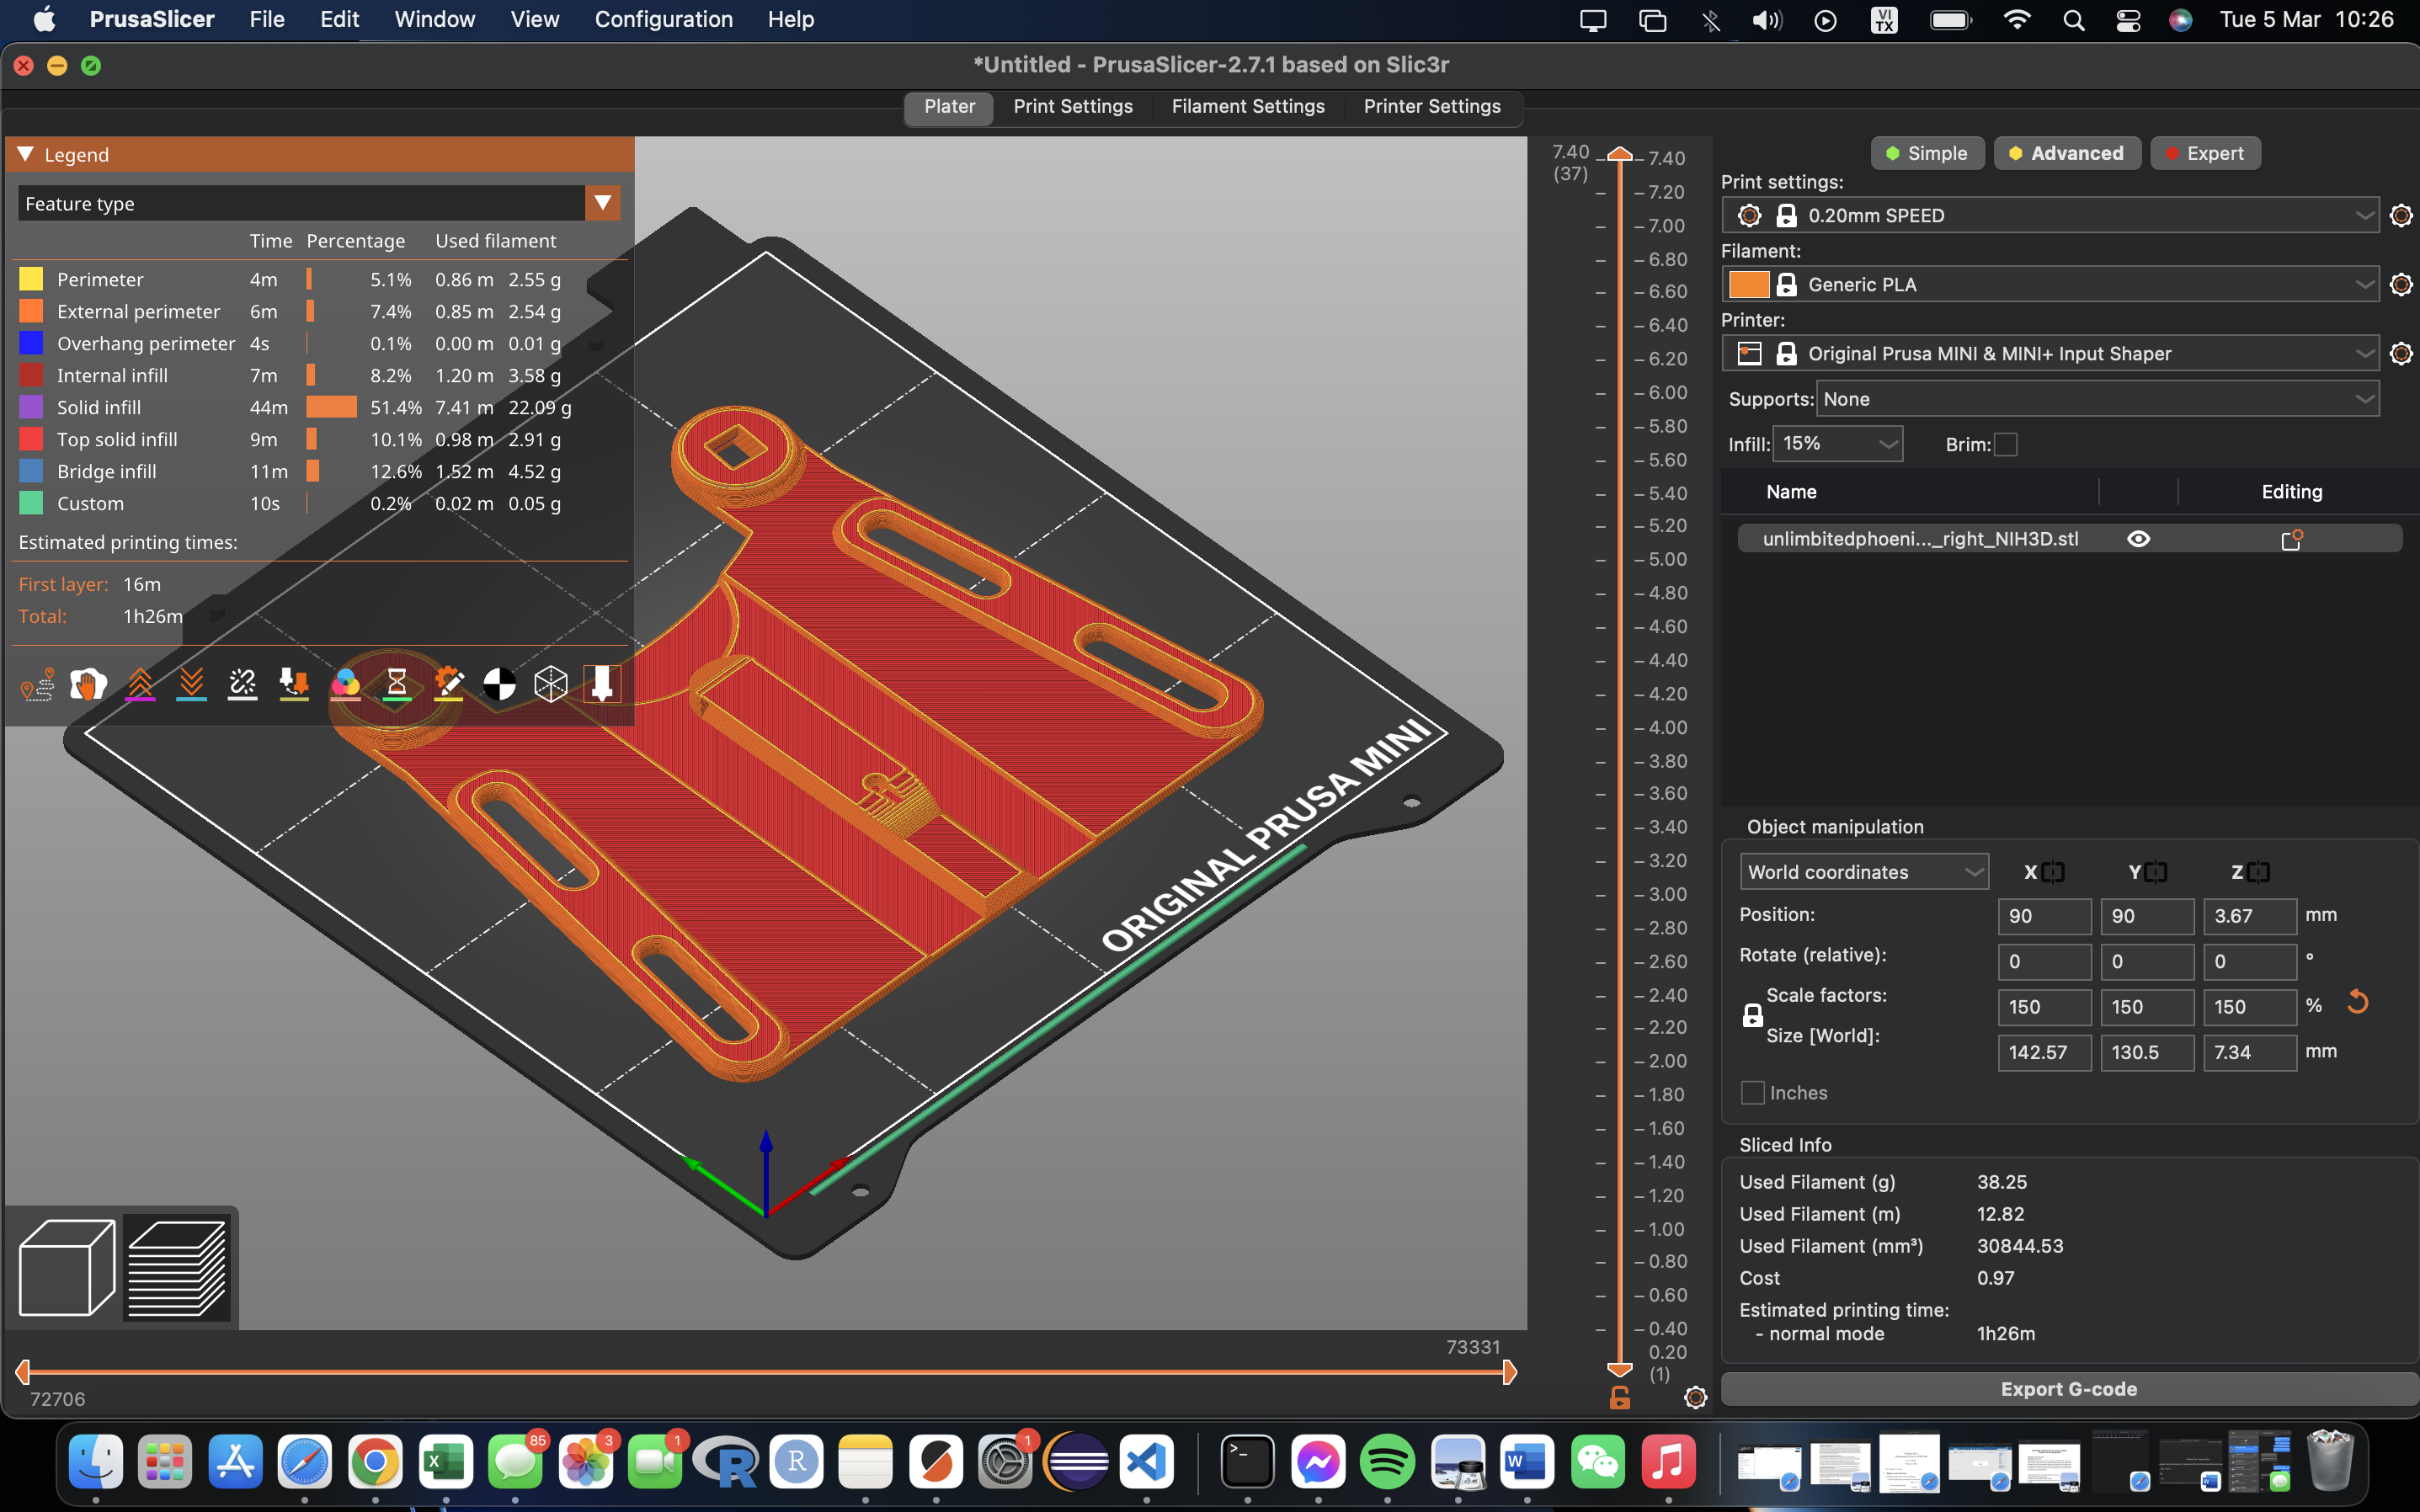 PrusaSlicer File Edit Window View Configuration Help VI TX Tue 5 Mar 10:26
*Untitled - PrusaSlicer-2.7.1 based on Slic3r
Plater Print Settings Filament Settings Printer Settings
Legend
Feature type
Time Percentage Used filament
Perimeter 4m 5.1% 0.86 m 2.55 g
External perimeter 6m 7.4% 0.85 m 2.54 g
Overhang perimeter 4s 0.1% 0.00 m 0.01 g
Internal infill 7m 8.2% 1.20 m 3.58 g
Solid infill 44m 51.4% 7.41 m 22.09 g
Top solid infill 9m 10.1% 0.98 m 2.91 g
Bridge infill 11m 12.6% 1.52 m 4.52 g
Custom 10s 0.2% 0.02 m 0.05 g
Estimated printing times:
First layer: 16m
Total: 1h26m
ORIGINAL PRUSA MINI
72706
73331
7.40
(37)
7.40
7.20
7.00
6.80
6.60
6.40
6.20
6.00
5.80
5.60
5.40
5.20
5.00
4.80
4.60
4.40
4.20
4.00
3.80
3.60
3.40
3.20
3.00
2.80
2.60
2.40
2.20
2.00
1.80
1.60
1.40
1.20
1.00
0.80
0.60
0.40
0.20
(1)
Simple Advanced Expert
Print settings:
0.20mm SPEED
Filament:
Generic PLA
Printer:
Original Prusa MINI & MINI+ Input Shaper
Supports: None
Infill: 15% Brim:
Name Editing
unlimbitedphoeni..._right_NIH3D.stl
Object manipulation
World coordinates X Y Z
Position: 90 90 3.67 mm
Rotate (relative): 0 0 0 °
Scale factors: 150 150 150 %
Size [World]: 142.57 130.5 7.34 mm
Inches
Sliced Info
Used Filament (g) 38.25
Used Filament (m) 12.82
Used Filament (mm³) 30844.53
Cost 0.97
Estimated printing time:
- normal mode 1h26m
Export G-code
85 3 1 1